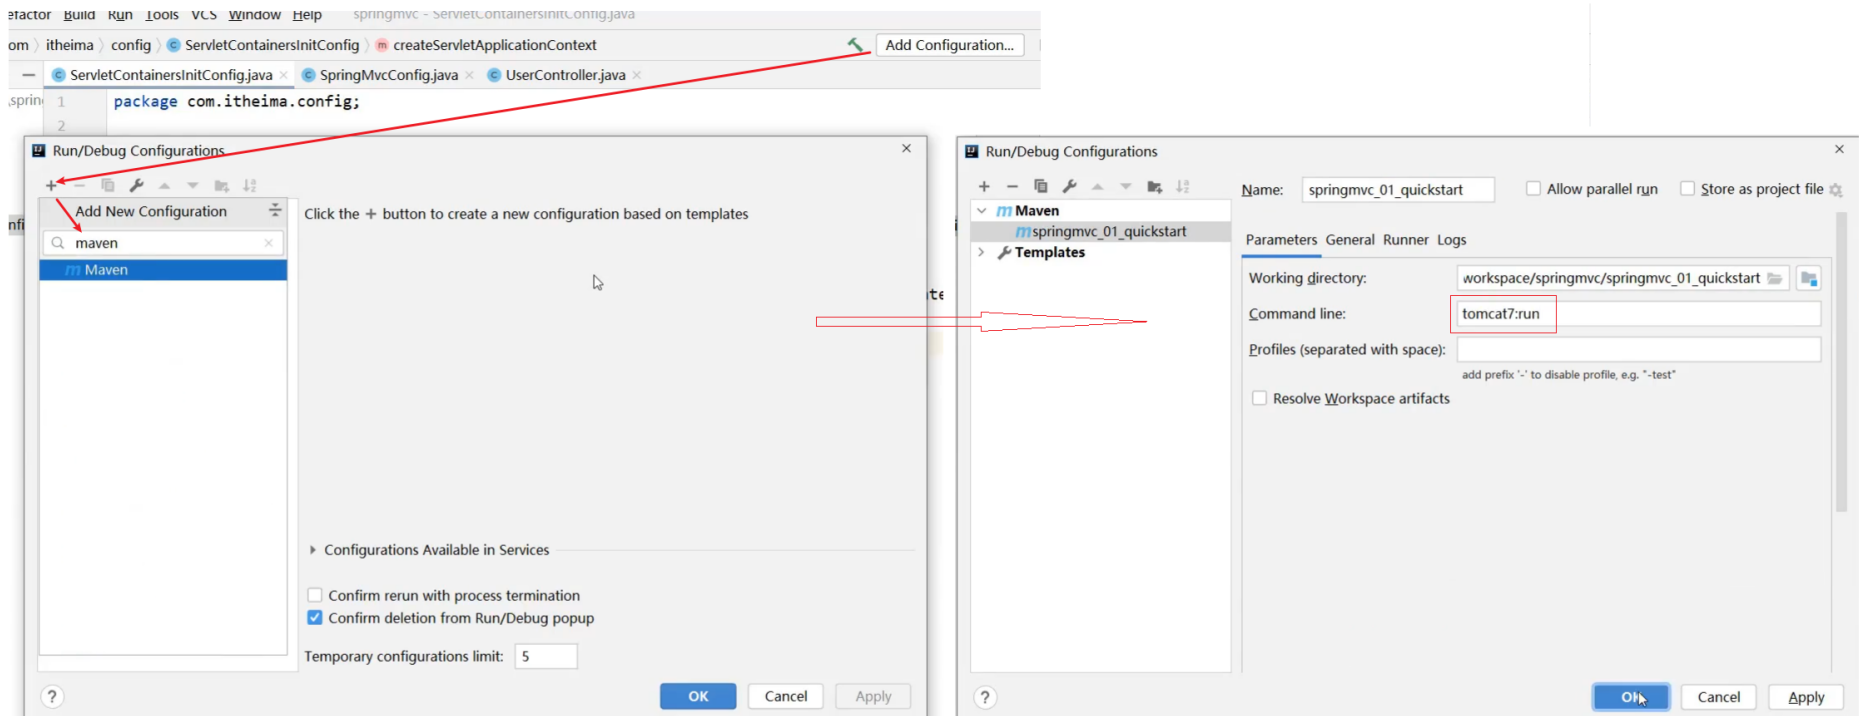 efactor Build Run Tools VCS Window Help springmvc - ServletContainersInitConfig.java
om itheima config ServletContainersInitConfig createServletApplicationContext Add Configuration...
ServletContainersInitConfig.java SpringMvcConfig.java UserController.java
sprin 1 package com.itheima.config;
2
Run/Debug Configurations
Add New Configuration
Click the + button to create a new configuration based on templates
maven
Maven
Configurations Available in Services
Confirm rerun with process termination
Confirm deletion from Run/Debug popup
Temporary configurations limit: 5
? OK Cancel Apply
nfi
ate
Run/Debug Configurations
Name: springmvc_01_quickstart Allow parallel run Store as project file
Maven
springmvc_01_quickstart
Templates
Parameters General Runner Logs
Working directory: workspace/springmvc/springmvc_01_quickstart
Command line: tomcat7:run
Profiles (separated with space):
add prefix '-' to disable profile, e.g. "-test"
Resolve Workspace artifacts
? OK Cancel Apply